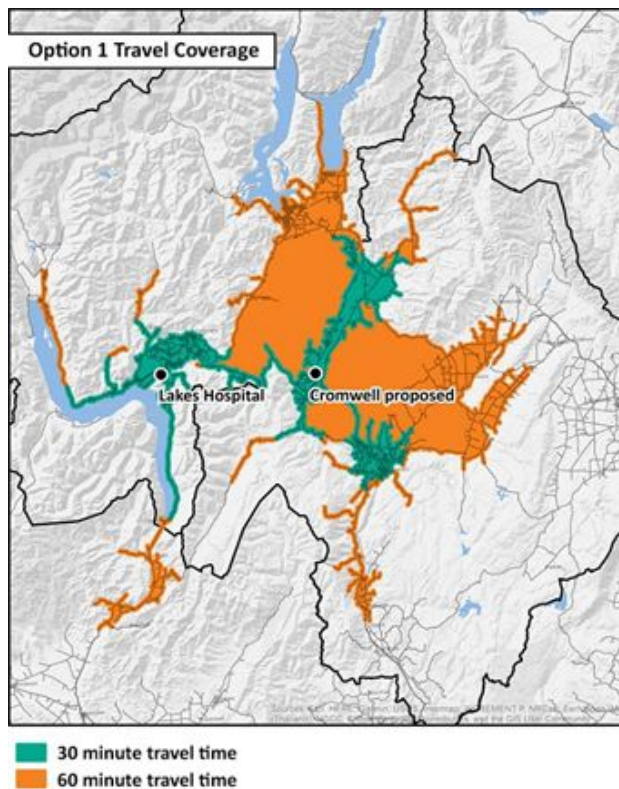 Option 1 Travel Coverage
Lakes Hospital
Cromwell proposed
30 minute travel time
60 minute travel time